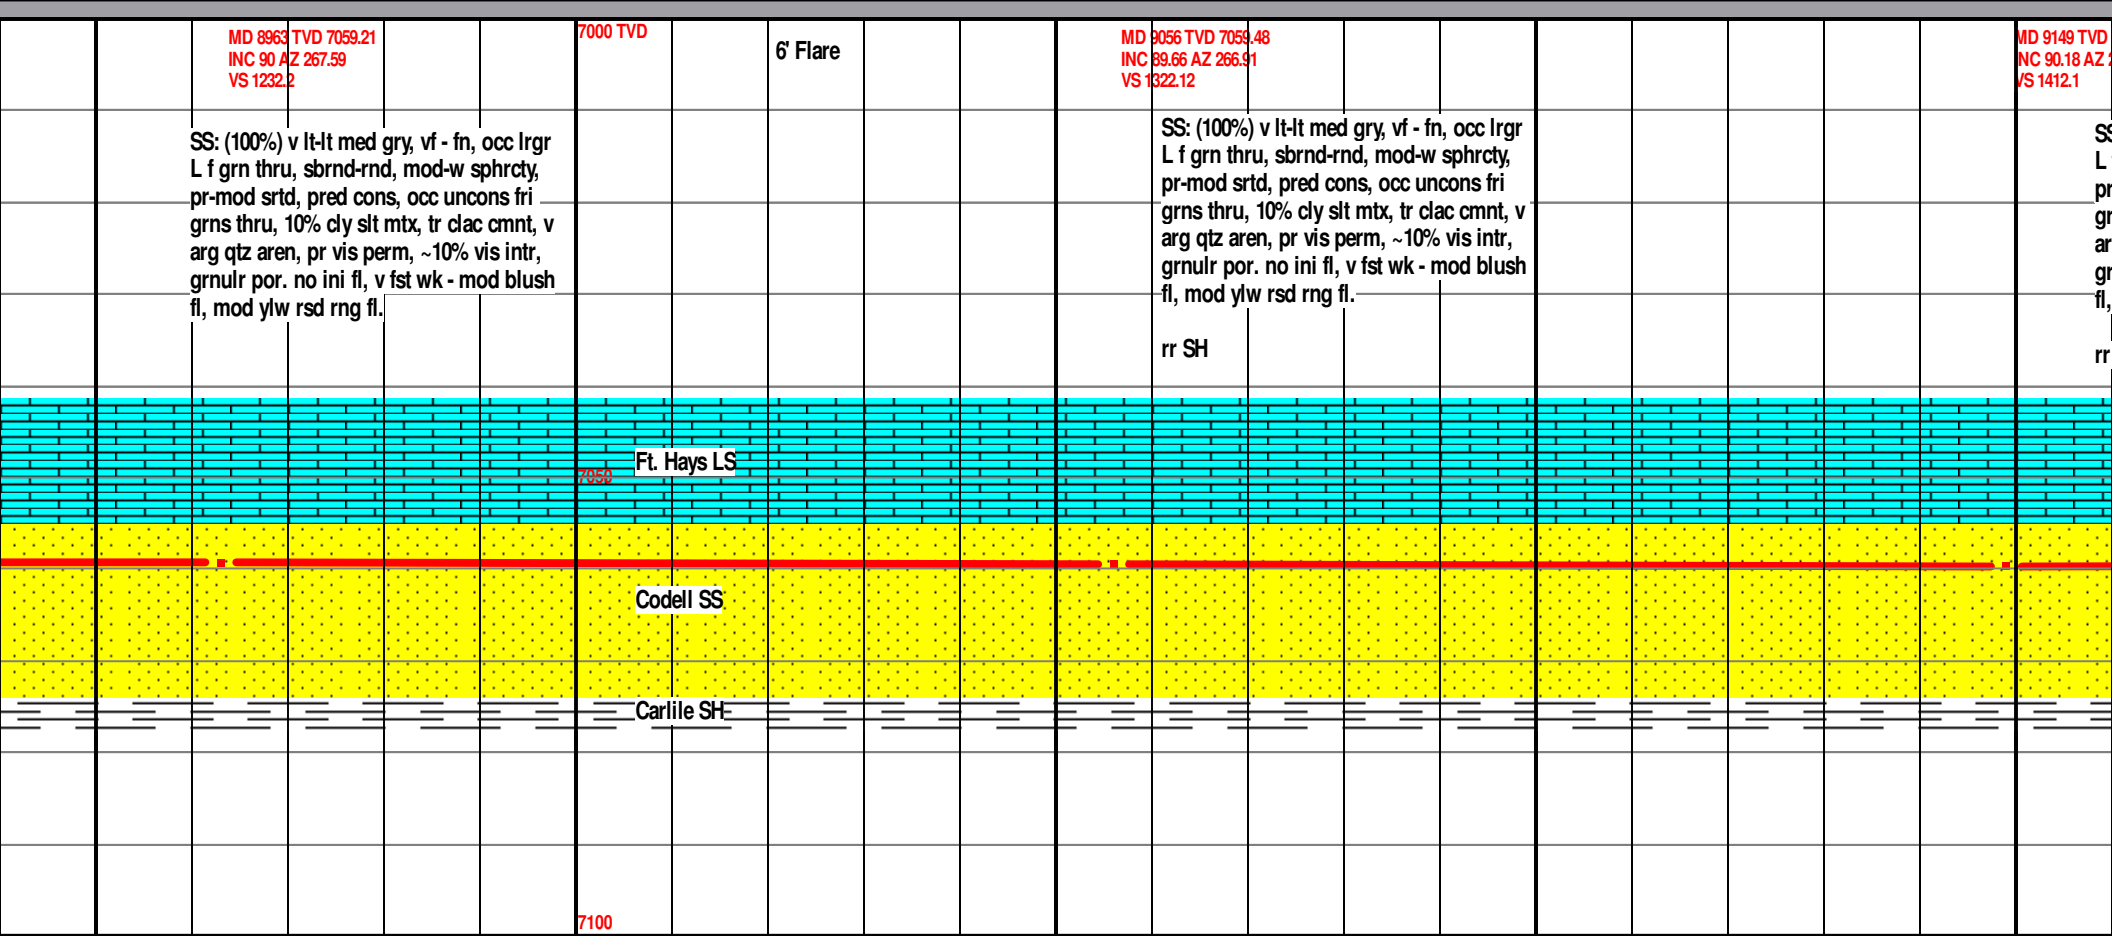 MD 8963 TVD 7059.21
INC 90 AZ 267.59
VS 1232.2
7000 TVD
6' Flare
MD 9056 TVD 7059.48
INC 89.66 AZ 266.91
VS 1322.12
MD 9149 TVD
INC 90.18 AZ
VS 1412.1
SS: (100%) v lt-lt med gry, vf - fn, occ lrgr
L f grn thru, sbrnd-rnd, mod-w sphrcty,
pr-mod srtd, pred cons, occ uncons fri
grns thru, 10% cly slt mtx, tr clac cmnt, v
arg qtz aren, pr vis perm, ~10% vis intr,
grnulr por. no ini fl, v fst wk - mod blush
fl, mod ylw rsd rng fl.
SS: (100%) v lt-lt med gry, vf - fn, occ lrgr
L f grn thru, sbrnd-rnd, mod-w sphrcty,
pr-mod srtd, pred cons, occ uncons fri
grns thru, 10% cly slt mtx, tr clac cmnt, v
arg qtz aren, pr vis perm, ~10% vis intr,
grnulr por. no ini fl, v fst wk - mod blush
fl, mod ylw rsd rng fl.
rr SH
SS
L
pr
gr
ar
gr
fl,
rr
Ft. Hays LS
7050
Codell SS
Carlile SH
7100